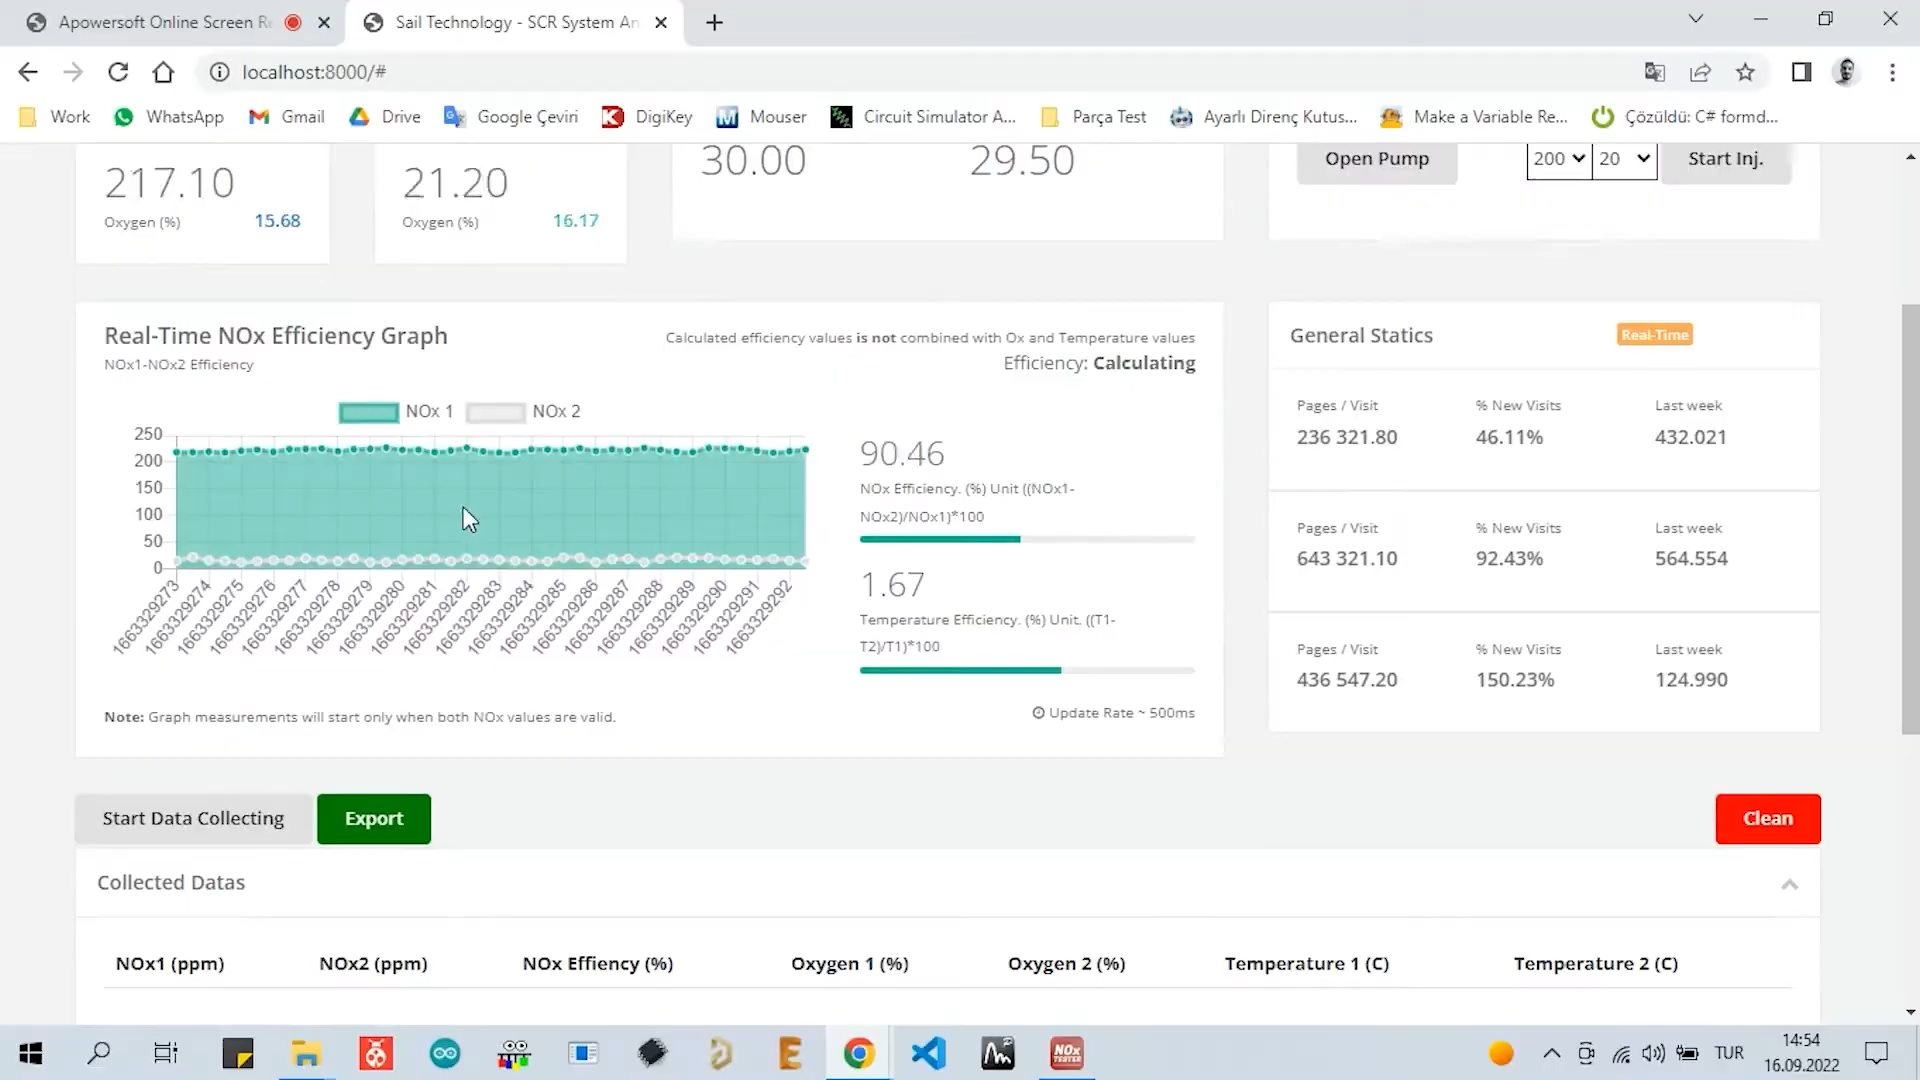 Apowersoft Online Screen Re
Sail Technology - SCR System An
localhost:8000/#
Work
WhatsApp
Gmail
Drive
Google Çeviri
DigiKey
Mouser
Circuit Simulator A...
Parça Test
Ayarlı Direnç Kutus...
Make a Variable Re...
Çözüldü: C# formd...
217.10
Oxygen (%) 15.68
21.20
Oxygen (%) 16.17
30.00 29.50
Open Pump 200 20 Start Inj.
Real-Time NOx Efficiency Graph
NOx1-NOx2 Efficiency
Calculated efficiency values is not combined with Ox and Temperature values
Efficiency: Calculating
NOx 1 NOx 2
250
200
150
100
50
0
1663329273
1663329274
1663329275
1663329276
1663329277
1663329278
1663329279
1663329280
1663329281
1663329282
1663329283
1663329284
1663329285
1663329286
1663329287
1663329288
1663329289
1663329290
1663329291
1663329292
90.46
NOx Efficiency. (%) Unit ((NOx1-
NOx2)/NOx1)*100
1.67
Temperature Efficiency. (%) Unit. ((T1-
T2)/T1)*100
Note: Graph measurements will start only when both NOx values are valid.
Update Rate ~ 500ms
General Statics Real-Time
Pages / Visit % New Visits Last week
236 321.80 46.11% 432.021
Pages / Visit % New Visits Last week
643 321.10 92.43% 564.554
Pages / Visit % New Visits Last week
436 547.20 150.23% 124.990
Start Data Collecting Export Clean
Collected Datas
NOx1 (ppm) NOx2 (ppm) NOx Effiency (%) Oxygen 1 (%) Oxygen 2 (%) Temperature 1 (C) Temperature 2 (C)
NOx
TESTER
TUR
14:54
16.09.2022